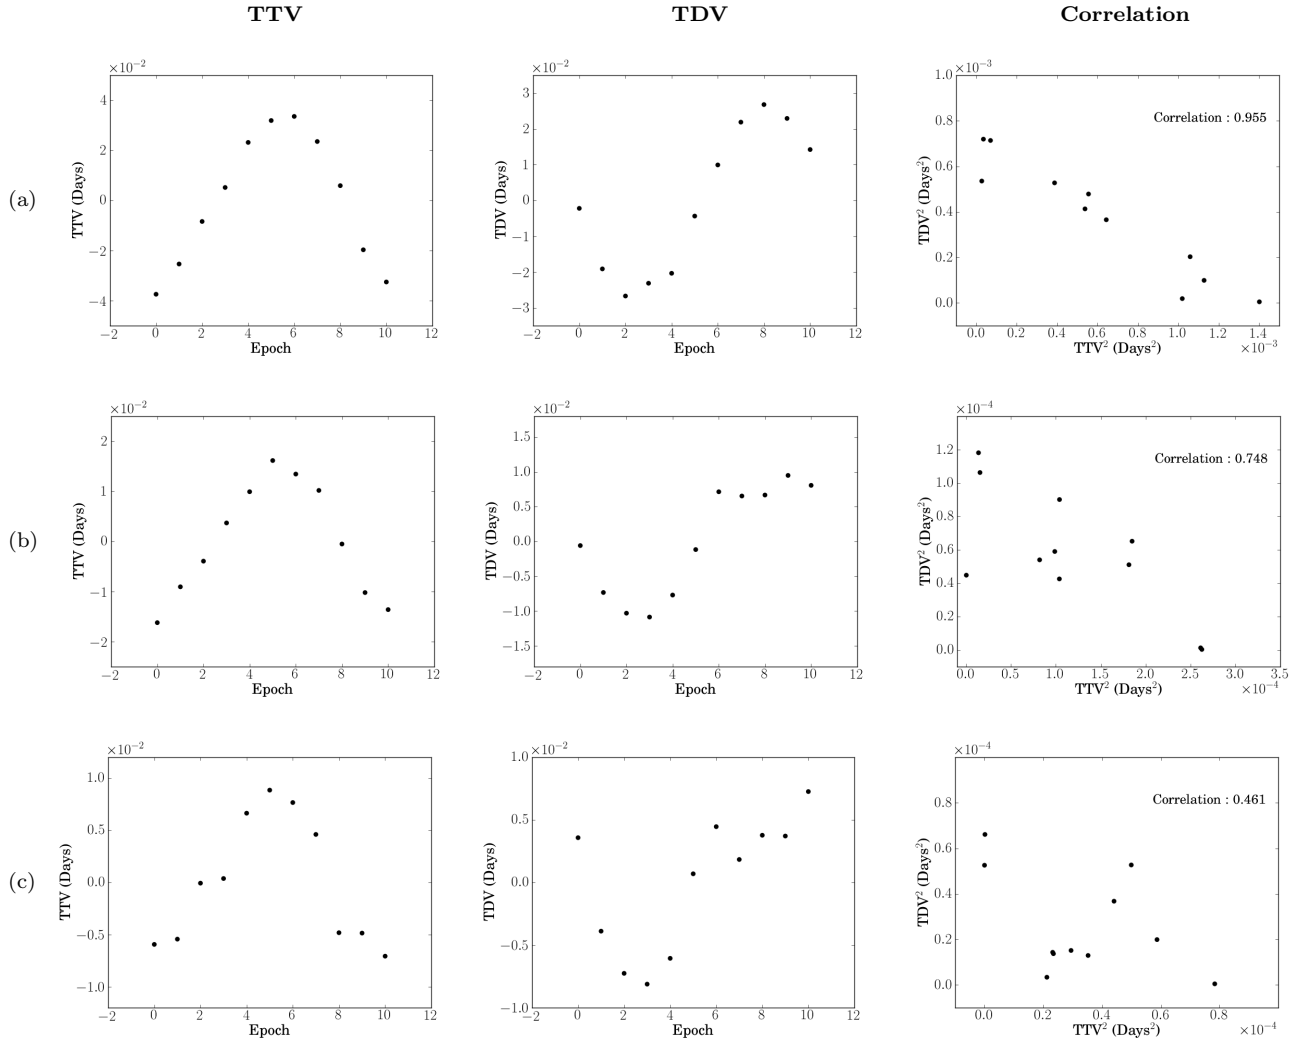 TTV TDV Correlation
(a)
×10⁻²
4
2
0
−2
−4
−2 0 2 4 6 8 10 12
TTV (Days)
Epoch
×10⁻²
3
2
1
0
−1
−2
−3
−2 0 2 4 6 8 10 12
TDV (Days)
Epoch
×10⁻³
1.0
0.8
0.6
0.4
0.2
0.0
0.0 0.2 0.4 0.6 0.8 1.0 1.2 1.4
×10⁻³
TDV² (Days²)
TTV² (Days²)
Correlation : 0.955
(b)
×10⁻²
2
1
0
−1
−2
−2 0 2 4 6 8 10 12
TTV (Days)
Epoch
×10⁻²
1.5
1.0
0.5
0.0
−0.5
−1.0
−1.5
−2 0 2 4 6 8 10 12
TDV (Days)
Epoch
×10⁻⁴
1.2
1.0
0.8
0.6
0.4
0.2
0.0
0.0 0.5 1.0 1.5 2.0 2.5 3.0 3.5
×10⁻⁴
TDV² (Days²)
TTV² (Days²)
Correlation : 0.748
(c)
×10⁻²
1.0
0.5
0.0
−0.5
−1.0
−2 0 2 4 6 8 10 12
TTV (Days)
Epoch
×10⁻²
1.0
0.5
0.0
−0.5
−1.0
−2 0 2 4 6 8 10 12
TDV (Days)
Epoch
×10⁻⁴
0.8
0.6
0.4
0.2
0.0
0.0 0.2 0.4 0.6 0.8
×10⁻⁴
TDV² (Days²)
TTV² (Days²)
Correlation : 0.461